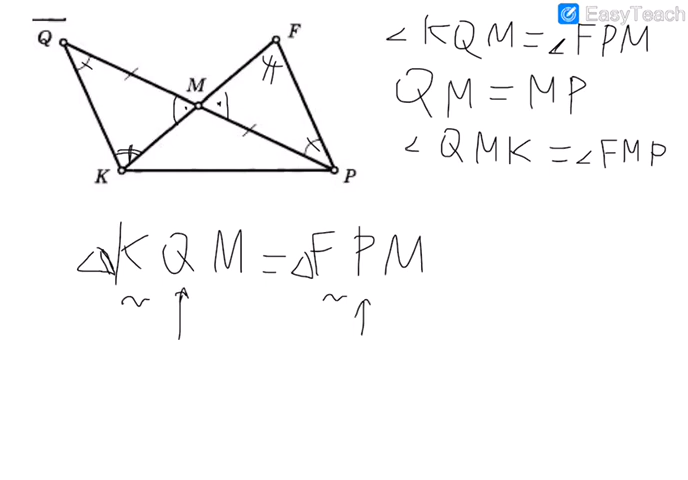 EasyTeach
Q
F
M
K
P
∠KQM=∠FPM
QM=MP
∠QMK=∠FMP
△KQM=△FPM